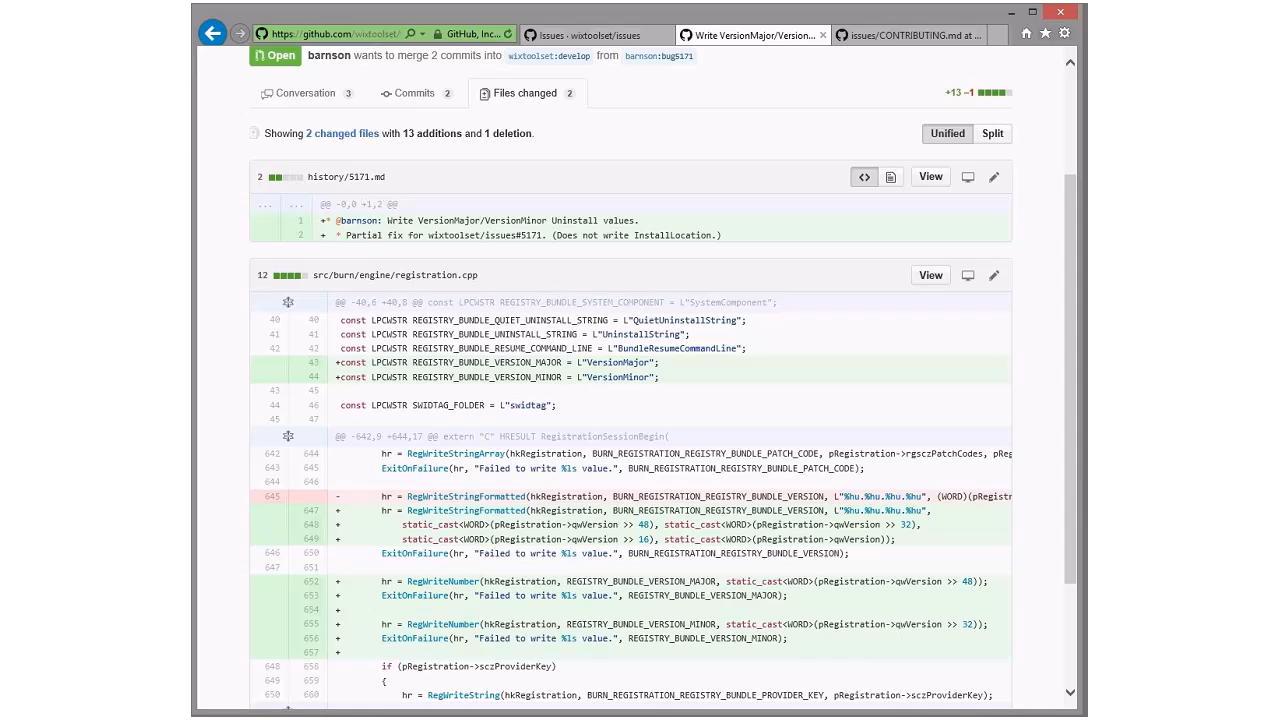 https://github.com/wixtoolset/ GitHub, Inc... Issues · wixtoolset/issues Write VersionMajor/Version... issues/CONTRIBUTING.md at ...
Open barnson wants to merge 2 commits into wixtoolset:develop from barnson:bug5171
Conversation 3 Commits 2 Files changed 2 +13 −1
Showing 2 changed files with 13 additions and 1 deletion. Unified Split
2 history/5171.md <> View
... ... @@ -0,0 +1,2 @@
1 +* @barnson: Write VersionMajor/VersionMinor Uninstall values.
2 + * Partial fix for wixtoolset/issues#5171. (Does not write InstallLocation.)
12 src/burn/engine/registration.cpp View
@@ -40,6 +40,8 @@ const LPCWSTR REGISTRY_BUNDLE_SYSTEM_COMPONENT = L"SystemComponent";
40 40 const LPCWSTR REGISTRY_BUNDLE_QUIET_UNINSTALL_STRING = L"QuietUninstallString";
41 41 const LPCWSTR REGISTRY_BUNDLE_UNINSTALL_STRING = L"UninstallString";
42 42 const LPCWSTR REGISTRY_BUNDLE_RESUME_COMMAND_LINE = L"BundleResumeCommandLine";
43 +const LPCWSTR REGISTRY_BUNDLE_VERSION_MAJOR = L"VersionMajor";
44 +const LPCWSTR REGISTRY_BUNDLE_VERSION_MINOR = L"VersionMinor";
43 45
44 46 const LPCWSTR SWIDTAG_FOLDER = L"swidtag";
45 47
@@ -642,9 +644,17 @@ extern "C" HRESULT RegistrationSessionBegin(
642 644 hr = RegWriteStringArray(hkRegistration, BURN_REGISTRATION_REGISTRY_BUNDLE_PATCH_CODE, pRegistration->rgsczPatchCodes, pReg
643 645 ExitOnFailure(hr, "Failed to write %ls value.", BURN_REGISTRATION_REGISTRY_BUNDLE_PATCH_CODE);
644 646
645 - hr = RegWriteStringFormatted(hkRegistration, BURN_REGISTRATION_REGISTRY_BUNDLE_VERSION, L"%hu.%hu.%hu.%hu", (WORD)(pRegistr
647 + hr = RegWriteStringFormatted(hkRegistration, BURN_REGISTRATION_REGISTRY_BUNDLE_VERSION, L"%hu.%hu.%hu.%hu",
648 + static_cast<WORD>(pRegistration->qwVersion >> 48), static_cast<WORD>(pRegistration->qwVersion >> 32),
649 + static_cast<WORD>(pRegistration->qwVersion >> 16), static_cast<WORD>(pRegistration->qwVersion));
646 650 ExitOnFailure(hr, "Failed to write %ls value.", BURN_REGISTRATION_REGISTRY_BUNDLE_VERSION);
647 651
652 + hr = RegWriteNumber(hkRegistration, REGISTRY_BUNDLE_VERSION_MAJOR, static_cast<WORD>(pRegistration->qwVersion >> 48));
653 + ExitOnFailure(hr, "Failed to write %ls value.", REGISTRY_BUNDLE_VERSION_MAJOR);
654 +
655 + hr = RegWriteNumber(hkRegistration, REGISTRY_BUNDLE_VERSION_MINOR, static_cast<WORD>(pRegistration->qwVersion >> 32));
656 + ExitOnFailure(hr, "Failed to write %ls value.", REGISTRY_BUNDLE_VERSION_MINOR);
657 +
648 658 if (pRegistration->sczProviderKey)
649 659 {
650 660 hr = RegWriteString(hkRegistration, BURN_REGISTRATION_REGISTRY_BUNDLE_PROVIDER_KEY, pRegistration->sczProviderKey);